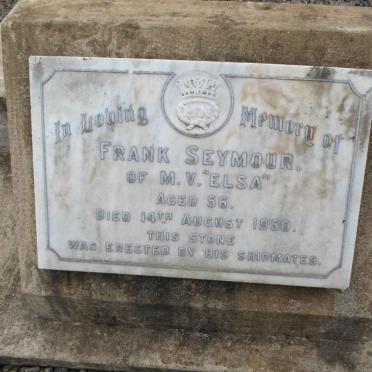 In Loving Memory of
FRANK SEYMOUR,
OF M.V. "ELSA"
AGED 56.
DIED 14TH AUGUST 1950.
THIS STONE
WAS ERECTED BY HIS SHIPMATES.